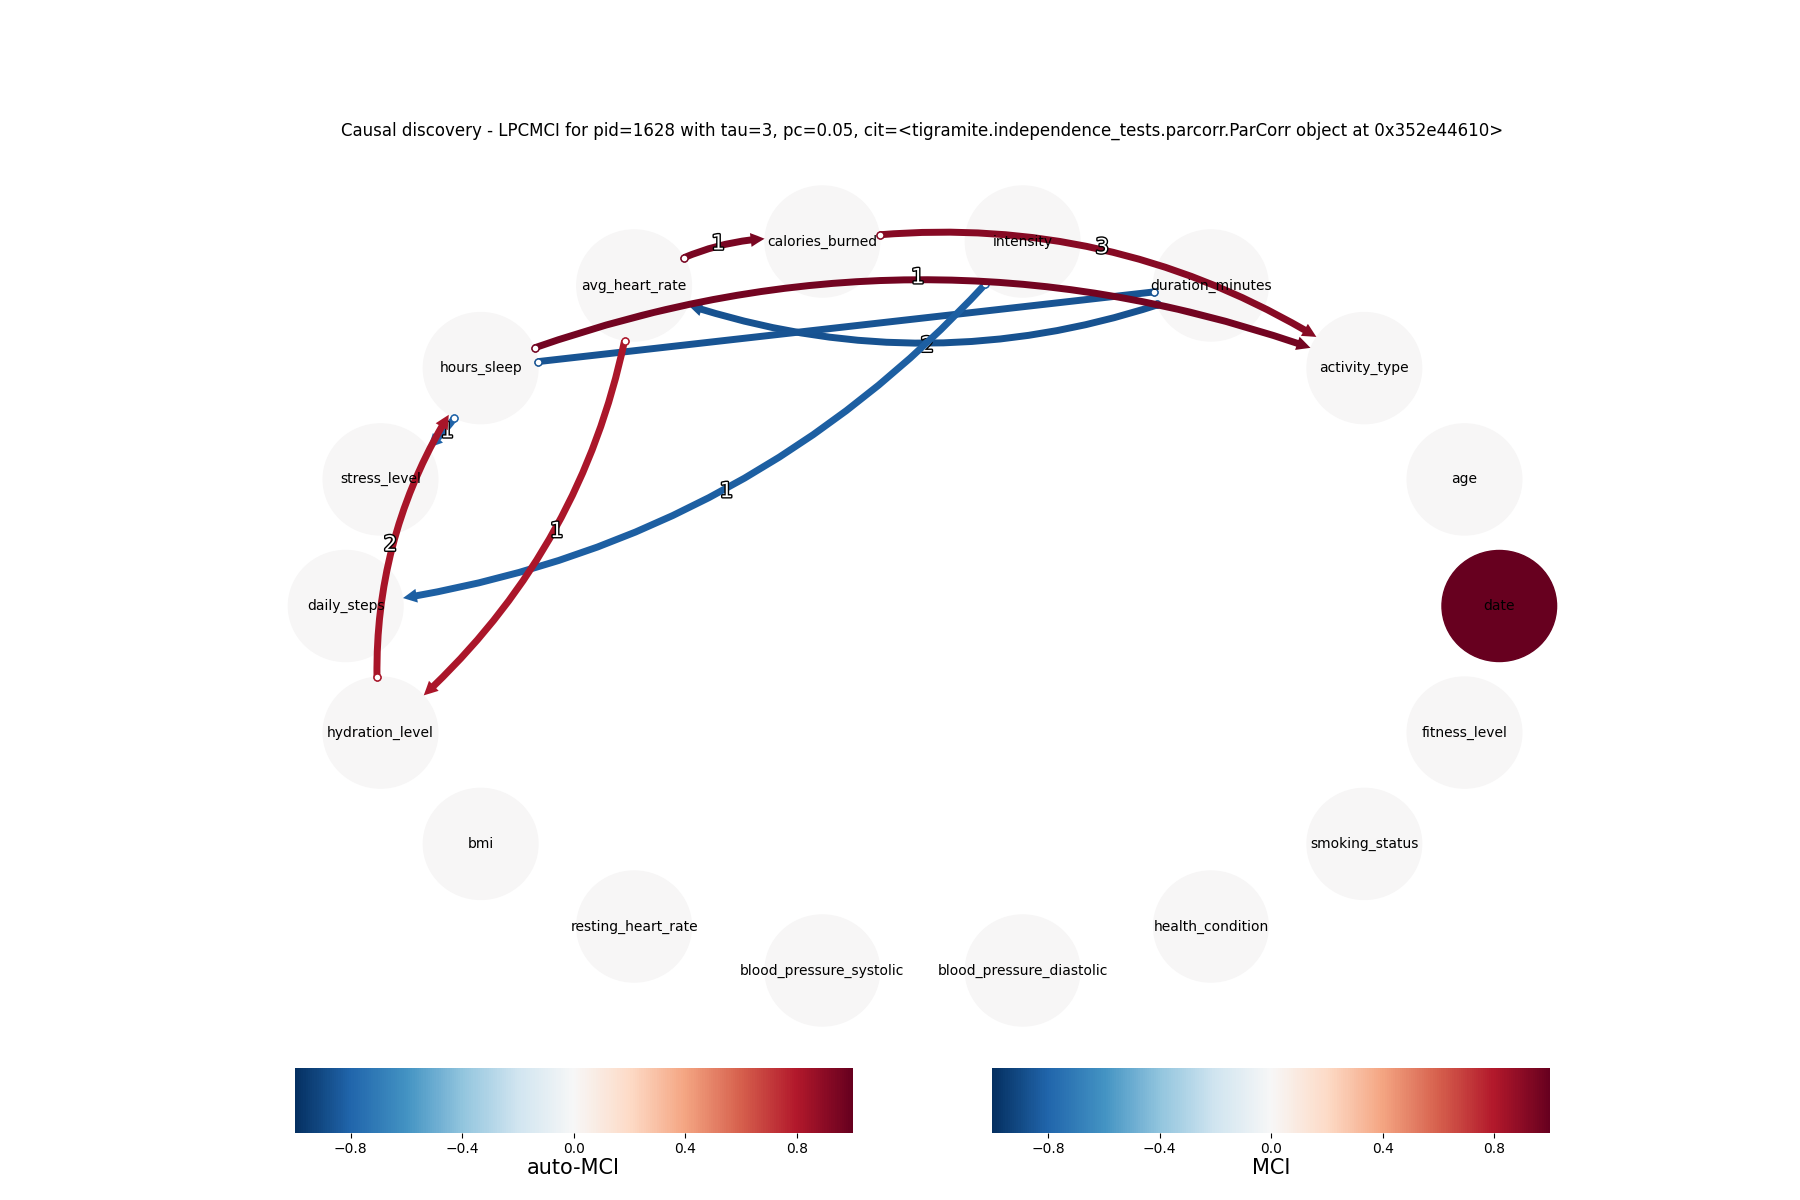 Causal discovery - LPCMCI for pid=1628 with tau=3, pc=0.05, cit=<tigramite.independence_tests.parcorr.ParCorr object at 0x352e44610>
calories_burned
intensity
1
3
avg_heart_rate
1
duration_minutes
2
hours_sleep
activity_type
1
stress_level
1
age
2
1
daily_steps
date
hydration_level
fitness_level
bmi
smoking_status
resting_heart_rate
health_condition
blood_pressure_systolic
blood_pressure_diastolic
−0.8 −0.4 0.0 0.4 0.8
auto-MCI
−0.8 −0.4 0.0 0.4 0.8
MCI